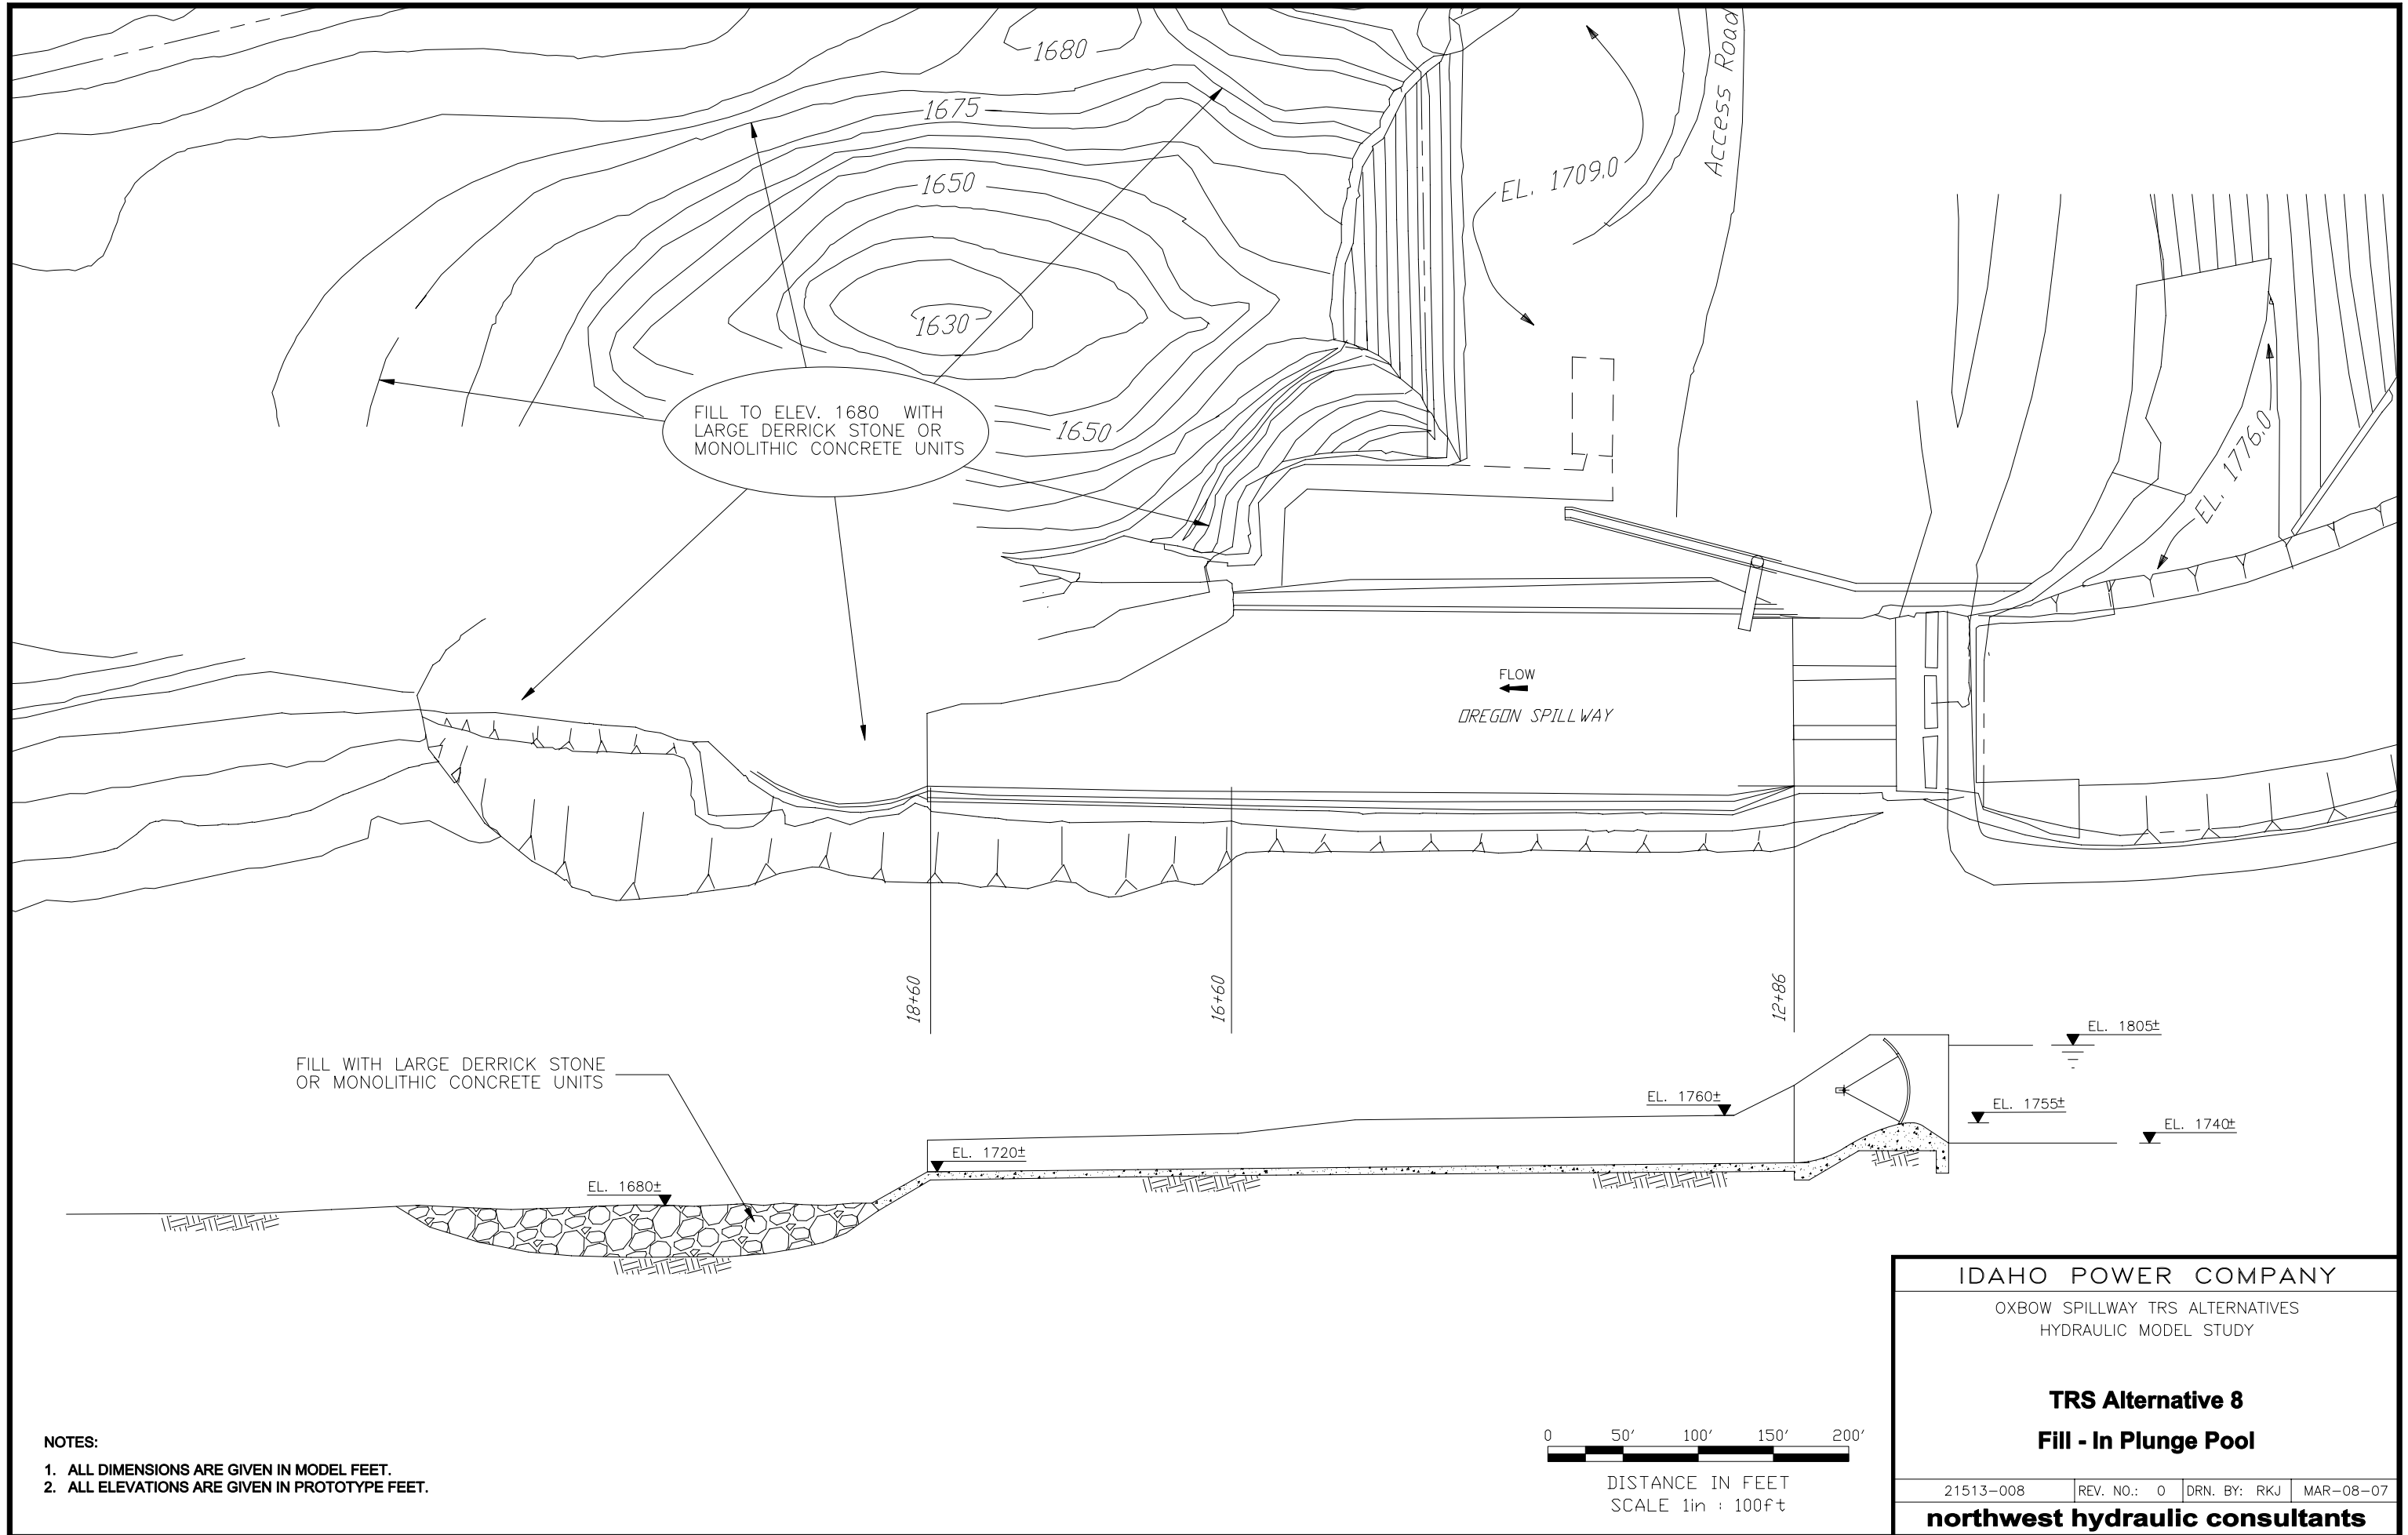 1680
Access Road
1675
EL. 1709.0
1650
1630
EL. 1776.0
FILL TO ELEV. 1680 WITH
LARGE DERRICK STONE OR
MONOLITHIC CONCRETE UNITS
1650
FLOW
OREGON SPILLWAY
18+60
16+60
12+86
EL. 1805±
FILL WITH LARGE DERRICK STONE
OR MONOLITHIC CONCRETE UNITS
EL. 1760±
EL. 1755±
EL. 1740±
EL. 1720±
EL. 1680±
IDAHO POWER COMPANY
OXBOW SPILLWAY TRS ALTERNATIVES
HYDRAULIC MODEL STUDY
TRS Alternative 8
Fill - In Plunge Pool
NOTES:
1. ALL DIMENSIONS ARE GIVEN IN MODEL FEET.
2. ALL ELEVATIONS ARE GIVEN IN PROTOTYPE FEET.
0 50' 100' 150' 200'
DISTANCE IN FEET
SCALE 1in : 100ft
21513-008 REV. NO.: 0 DRN. BY: RKJ MAR-08-07
northwest hydraulic consultants